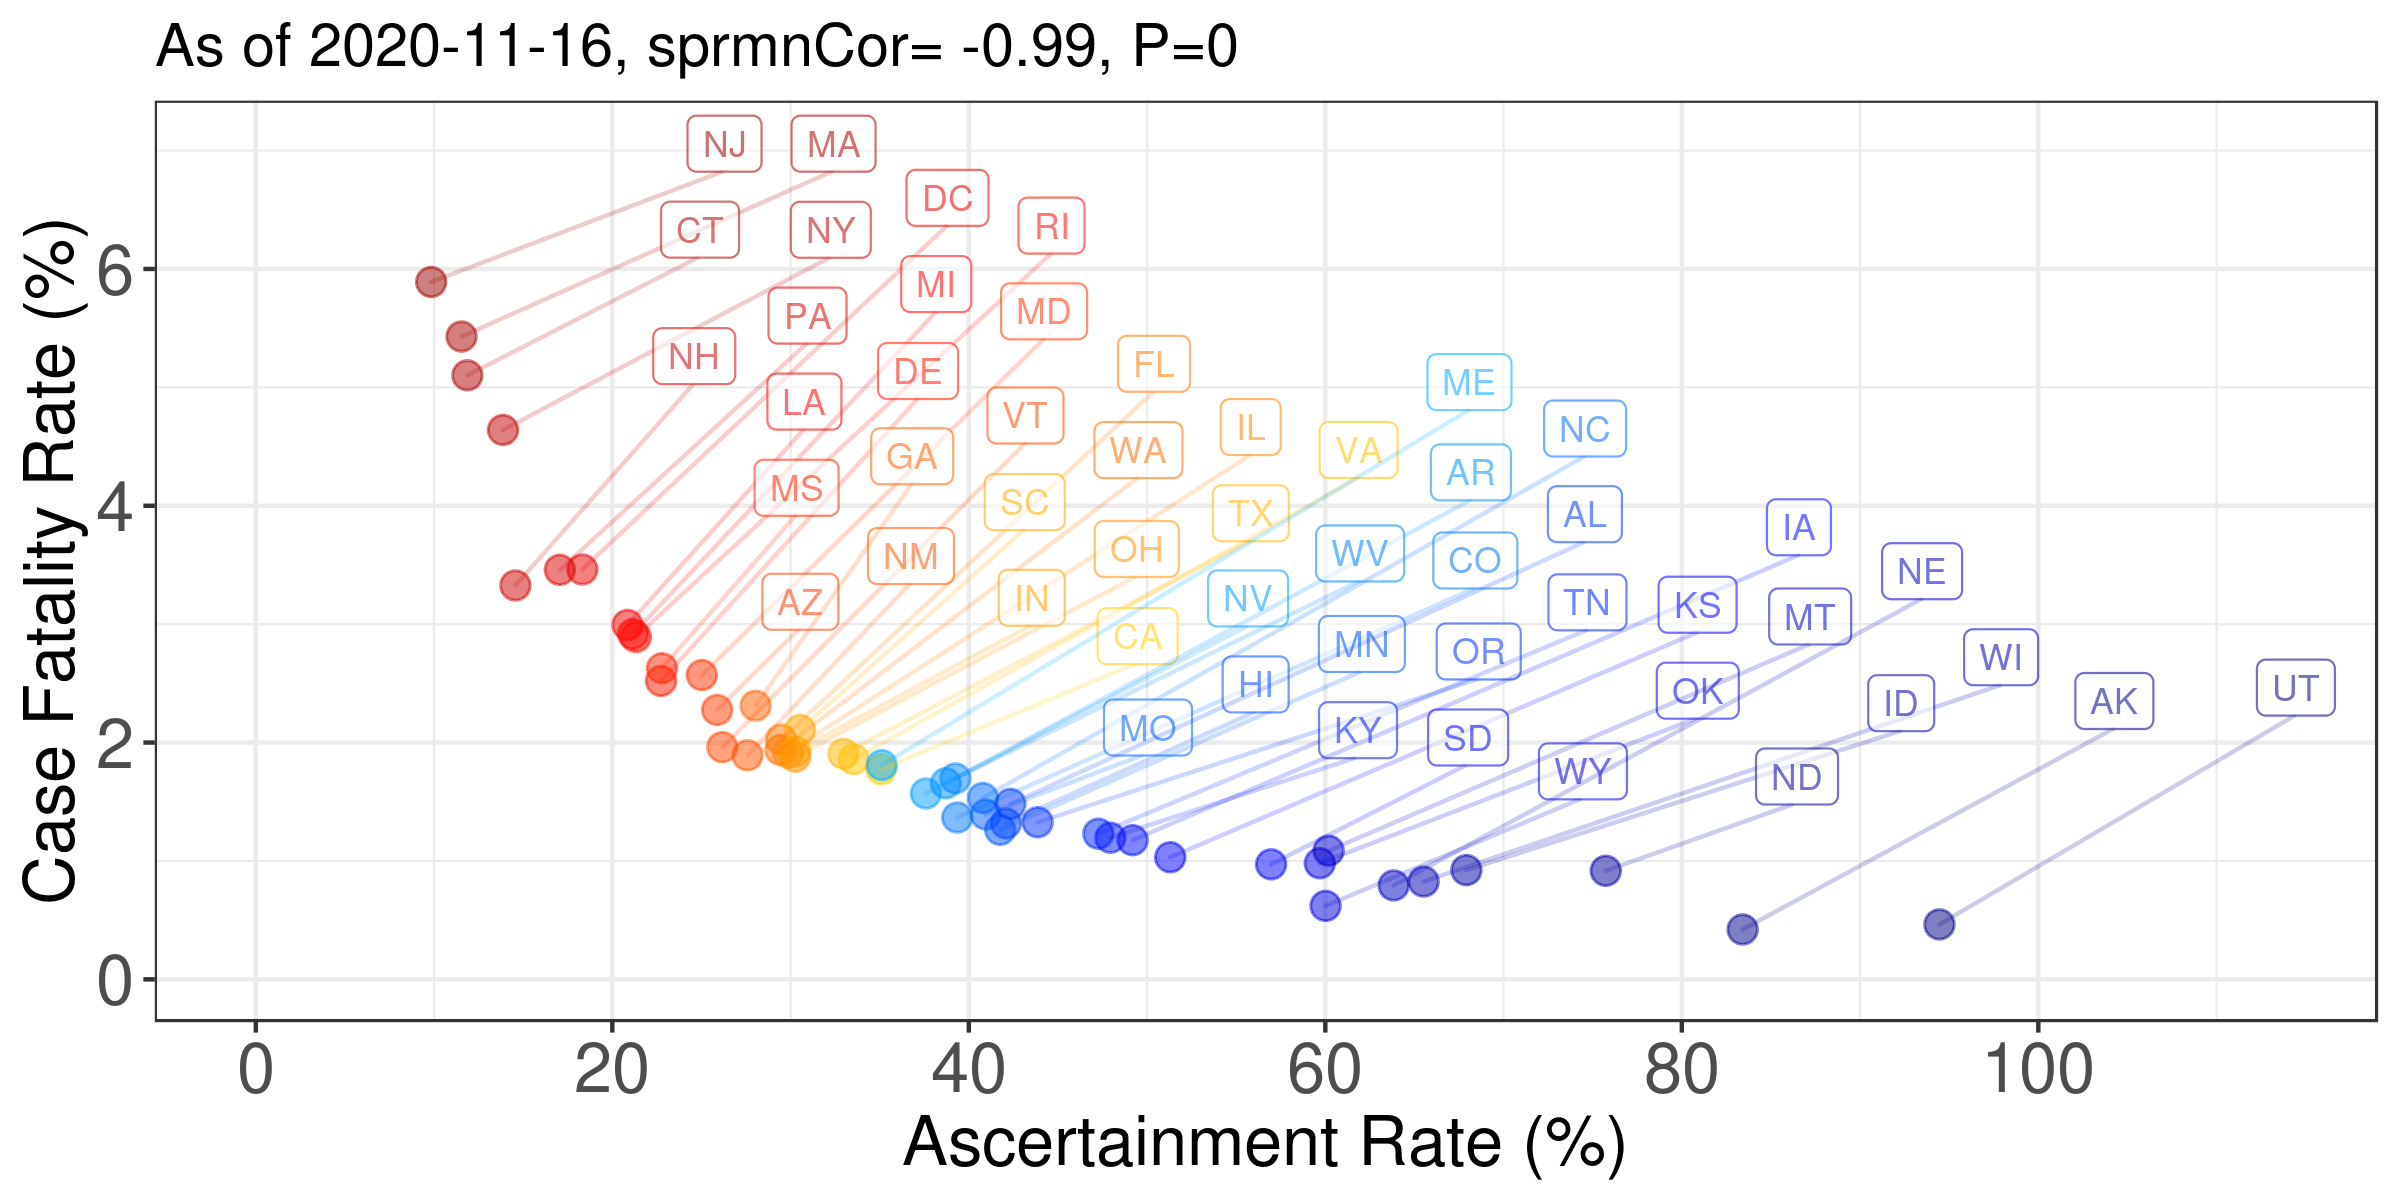 As of 2020-11-16, sprmnCor= -0.99, P=0
Case Fatality Rate (%)
6
4
2
0
NJ
MA
DC
RI
CT
NY
MI
MD
PA
NH
DE
FL
ME
LA
VT
IL
NC
GA
WA
VA
AR
MS
SC
TX
AL
IA
NM
OH
WV
CO
NE
AZ
IN
NV
TN
KS
MT
CA
MN
OR
WI
HI
OK
ID
AK
UT
MO
KY
SD
WY
ND
0
20
40
60
80
100
Ascertainment Rate (%)